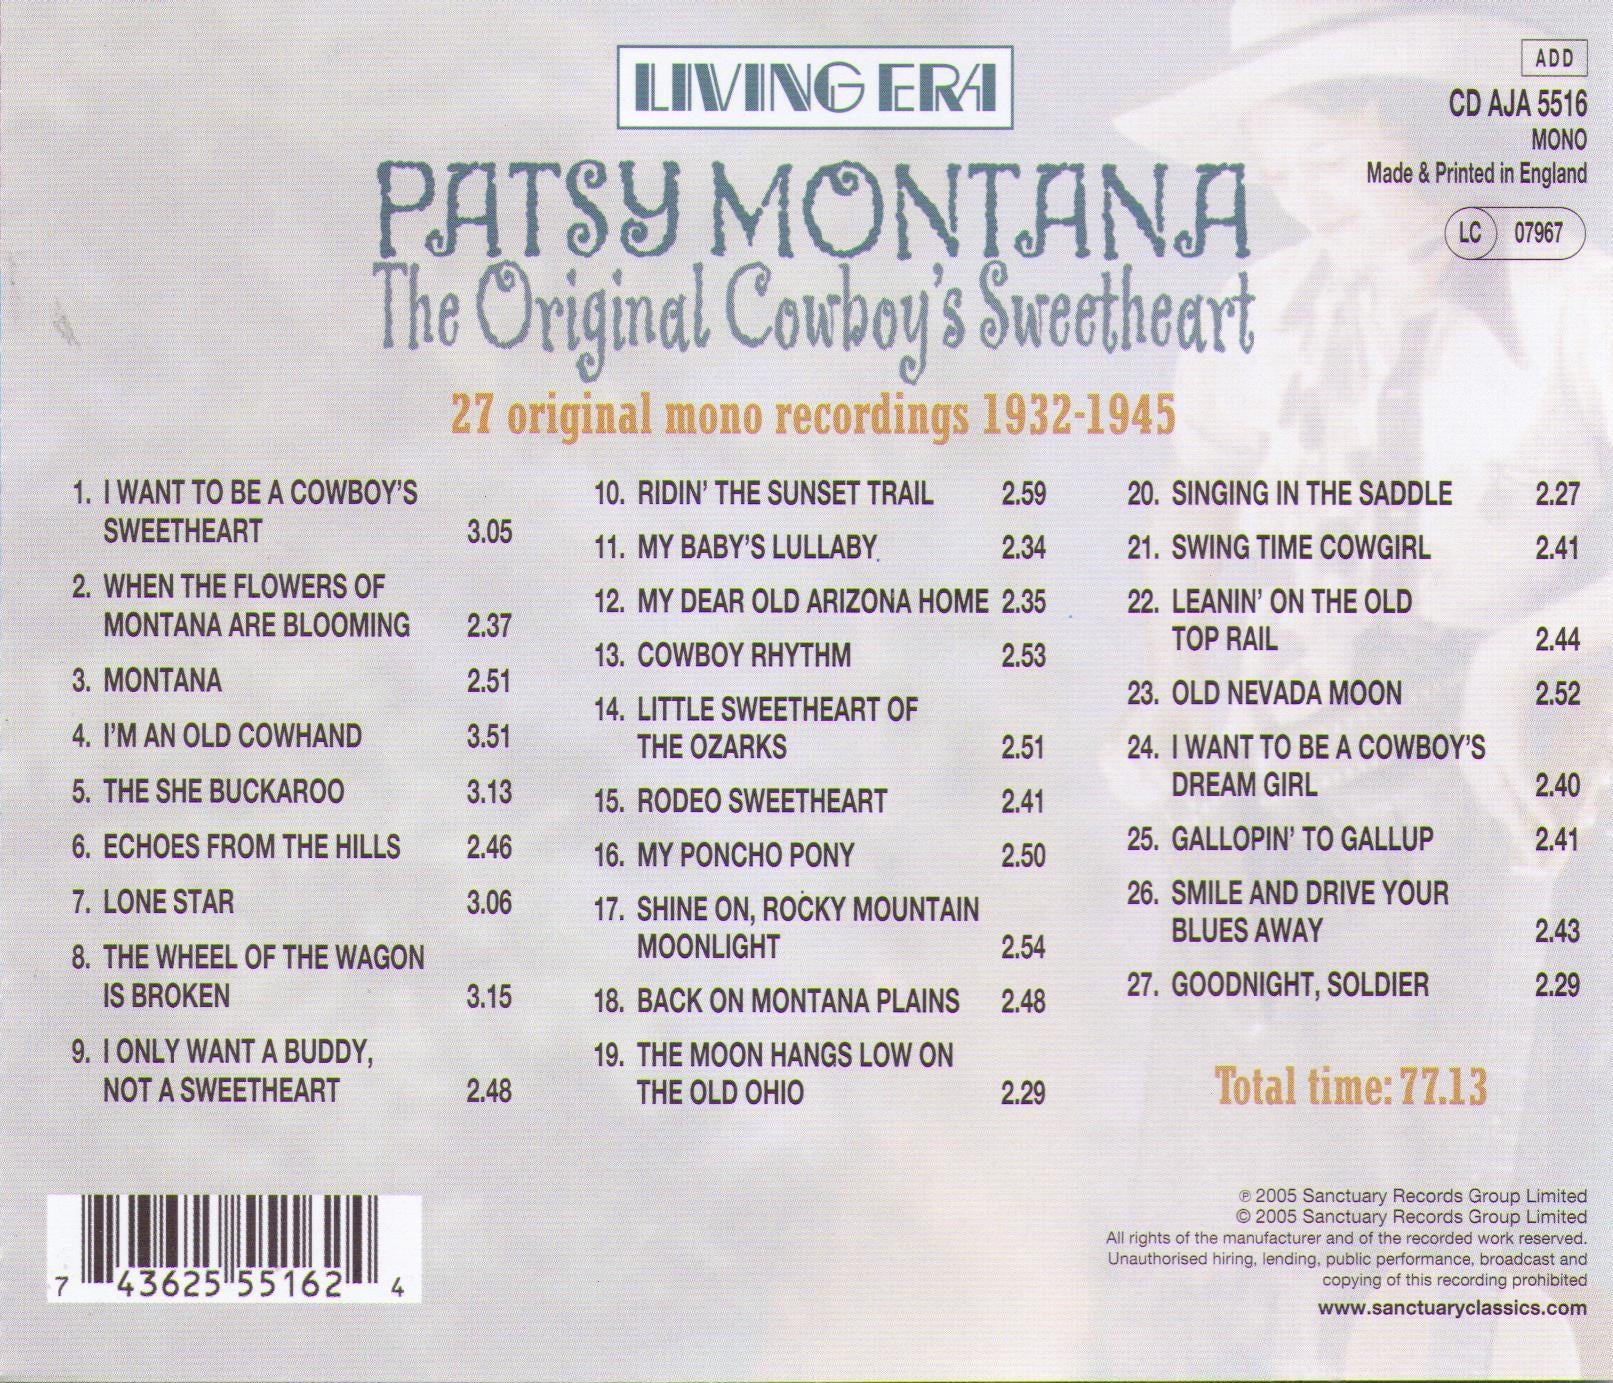 LIVING ERA
ADD
CD AJA 5516
MONO
Made & Printed in England
LC 07967
PATSY MONTANA
The Original Cowboy's Sweetheart
27 original mono recordings 1932-1945
1. I WANT TO BE A COWBOY'S
SWEETHEART 3.05
2. WHEN THE FLOWERS OF
MONTANA ARE BLOOMING 2.37
3. MONTANA 2.51
4. I'M AN OLD COWHAND 3.51
5. THE SHE BUCKAROO 3.13
6. ECHOES FROM THE HILLS 2.46
7. LONE STAR 3.06
8. THE WHEEL OF THE WAGON
IS BROKEN 3.15
9. I ONLY WANT A BUDDY,
NOT A SWEETHEART 2.48
10. RIDIN' THE SUNSET TRAIL 2.59
11. MY BABY'S LULLABY 2.34
12. MY DEAR OLD ARIZONA HOME 2.35
13. COWBOY RHYTHM 2.53
14. LITTLE SWEETHEART OF
THE OZARKS 2.51
15. RODEO SWEETHEART 2.41
16. MY PONCHO PONY 2.50
17. SHINE ON, ROCKY MOUNTAIN
MOONLIGHT 2.54
18. BACK ON MONTANA PLAINS 2.48
19. THE MOON HANGS LOW ON
THE OLD OHIO 2.29
20. SINGING IN THE SADDLE 2.27
21. SWING TIME COWGIRL 2.41
22. LEANIN' ON THE OLD
TOP RAIL 2.44
23. OLD NEVADA MOON 2.52
24. I WANT TO BE A COWBOY'S
DREAM GIRL 2.40
25. GALLOPIN' TO GALLUP 2.41
26. SMILE AND DRIVE YOUR
BLUES AWAY 2.43
27. GOODNIGHT, SOLDIER 2.29
Total time: 77.13
7 43625 55162 4
℗ 2005 Sanctuary Records Group Limited
© 2005 Sanctuary Records Group Limited
All rights of the manufacturer and of the recorded work reserved.
Unauthorised hiring, lending, public performance, broadcast and
copying of this recording prohibited
www.sanctuaryclassics.com